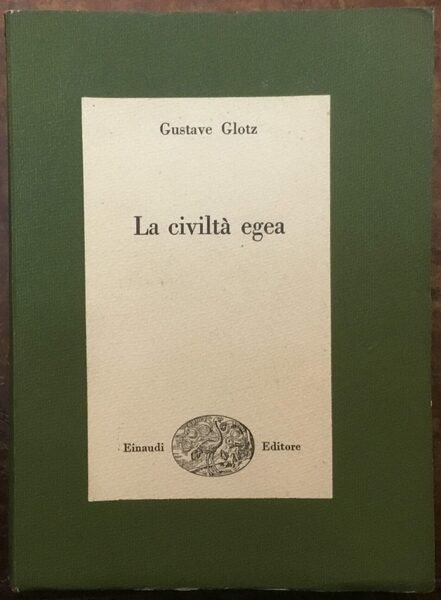 Gustave Glotz
La civiltà egea
Einaudi Editore